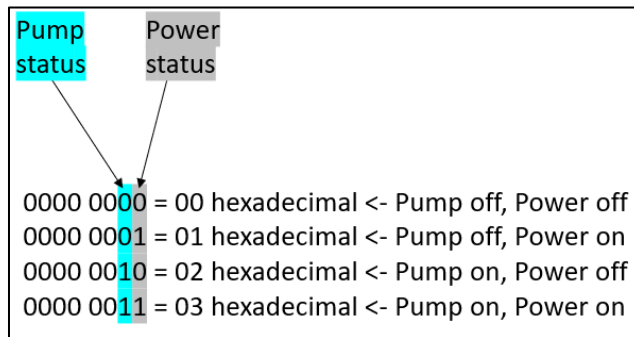 Pump
status
Power
status
0000 0000 = 00 hexadecimal <- Pump off, Power off
0000 0001 = 01 hexadecimal <- Pump off, Power on
0000 0010 = 02 hexadecimal <- Pump on, Power off
0000 0011 = 03 hexadecimal <- Pump on, Power on